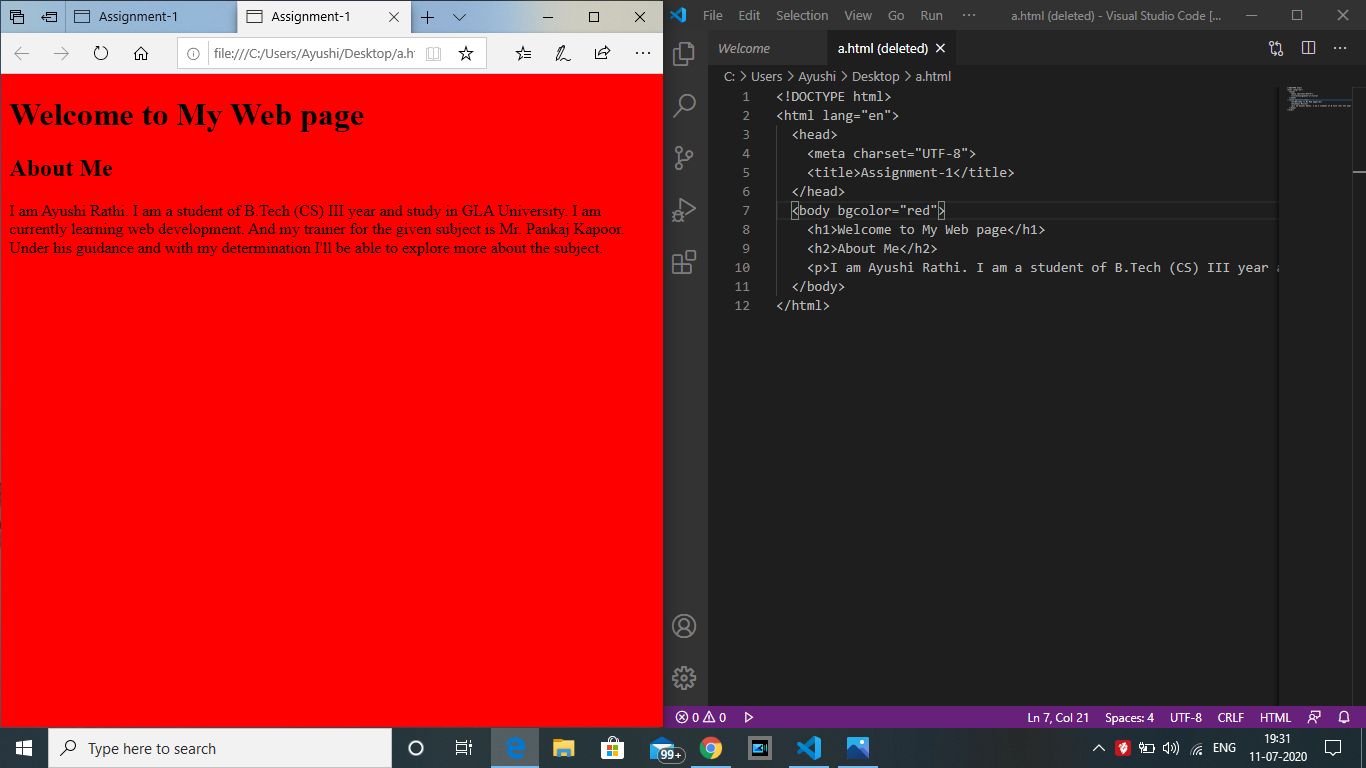 Assignment-1
Assignment-1
file:///C:/Users/Ayushi/Desktop/a.ht
Welcome to My Web page
About Me
I am Ayushi Rathi. I am a student of B.Tech (CS) III year and study in GLA University. I am
currently learning web development. And my trainer for the given subject is Mr. Pankaj Kapoor.
Under his guidance and with my determination I'll be able to explore more about the subject.
File Edit Selection View Go Run ··· a.html (deleted) - Visual Studio Code [...
Welcome a.html (deleted)
C: > Users > Ayushi > Desktop > a.html
1 <!DOCTYPE html>
2 <html lang="en">
3 <head>
4 <meta charset="UTF-8">
5 <title>Assignment-1</title>
6 </head>
7 <body bgcolor="red">
8 <h1>Welcome to My Web page</h1>
9 <h2>About Me</h2>
10 <p>I am Ayushi Rathi. I am a student of B.Tech (CS) III year a
11 </body>
12 </html>
0 0 Ln 7, Col 21 Spaces: 4 UTF-8 CRLF HTML
Type here to search
99+
ENG
19:31
11-07-2020